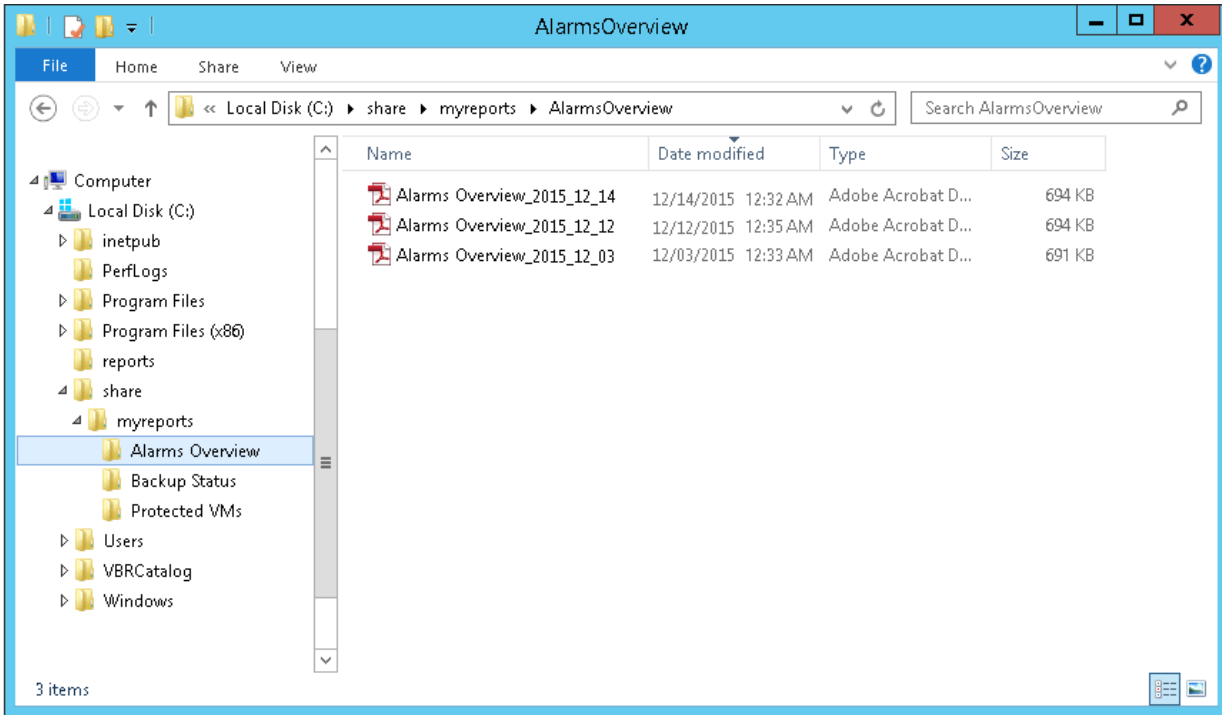 AlarmsOverview
File Home Share View
« Local Disk (C:) share myreports AlarmsOverview Search AlarmsOverview
Name Date modified Type Size
Computer
Alarms Overview_2015_12_14 12/14/2015 12:32 AM Adobe Acrobat D... 694 KB
Local Disk (C:)
Alarms Overview_2015_12_12 12/12/2015 12:35 AM Adobe Acrobat D... 694 KB
inetpub
Alarms Overview_2015_12_03 12/03/2015 12:33 AM Adobe Acrobat D... 691 KB
PerfLogs
Program Files
Program Files (x86)
reports
share
myreports
Alarms Overview
Backup Status
Protected VMs
Users
VBRCatalog
Windows
3 items